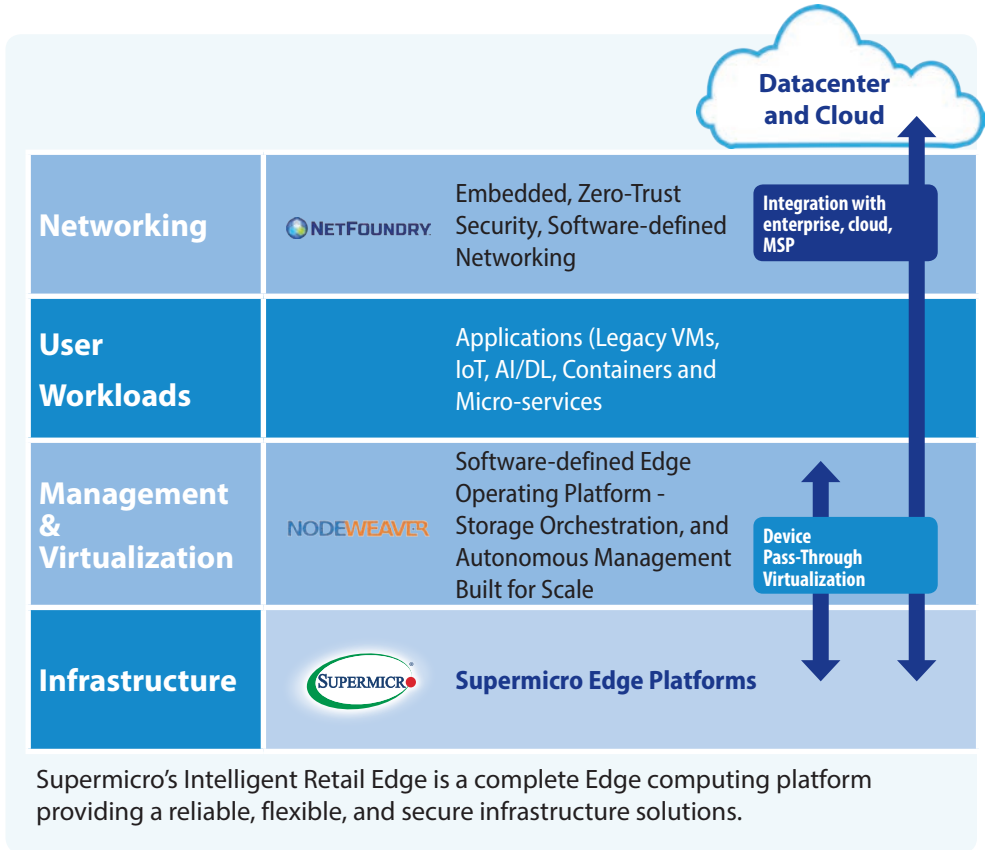 Datacenter
and Cloud
Networking
NETFOUNDRY
Embedded, Zero-Trust
Security, Software-defined
Networking
Integration with
enterprise, cloud,
MSP
User
Workloads
Applications (Legacy VMs,
IoT, AI/DL, Containers and
Micro-services
Management
&
Virtualization
NODEWEAVER
Software-defined Edge
Operating Platform -
Storage Orchestration, and
Autonomous Management
Built for Scale
Device
Pass-Through
Virtualization
Infrastructure
SUPERMICRO
Supermicro Edge Platforms
Supermicro's Intelligent Retail Edge is a complete Edge computing platform
providing a reliable, flexible, and secure infrastructure solutions.